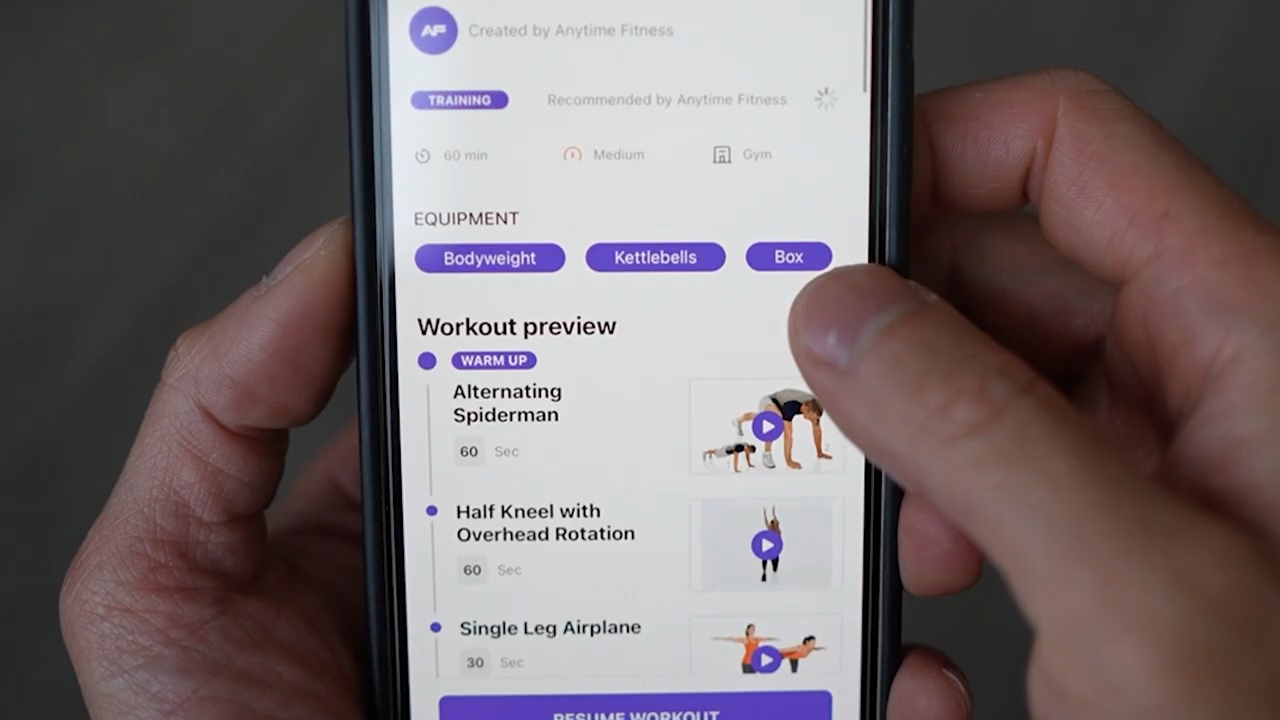 AF Created by Anytime Fitness
TRAINING Recommended by Anytime Fitness
60 min Medium Gym
EQUIPMENT
Bodyweight Kettlebells Box
Workout preview
WARM UP
Alternating
Spiderman
60 Sec
Half Kneel with
Overhead Rotation
60 Sec
Single Leg Airplane
30 Sec
RESUME WORKOUT